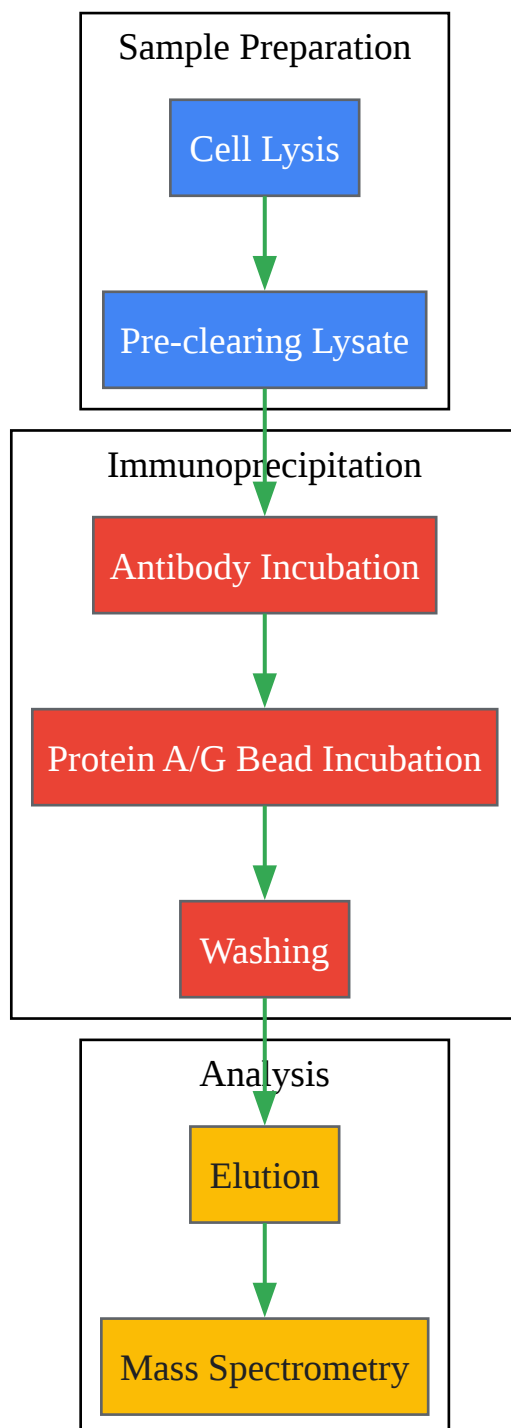 Sample Preparation
Cell Lysis
Pre-clearing Lysate
Immunoprecipitation
Antibody Incubation
Protein A/G Bead Incubation
Washing
Analysis
Elution
Mass Spectrometry